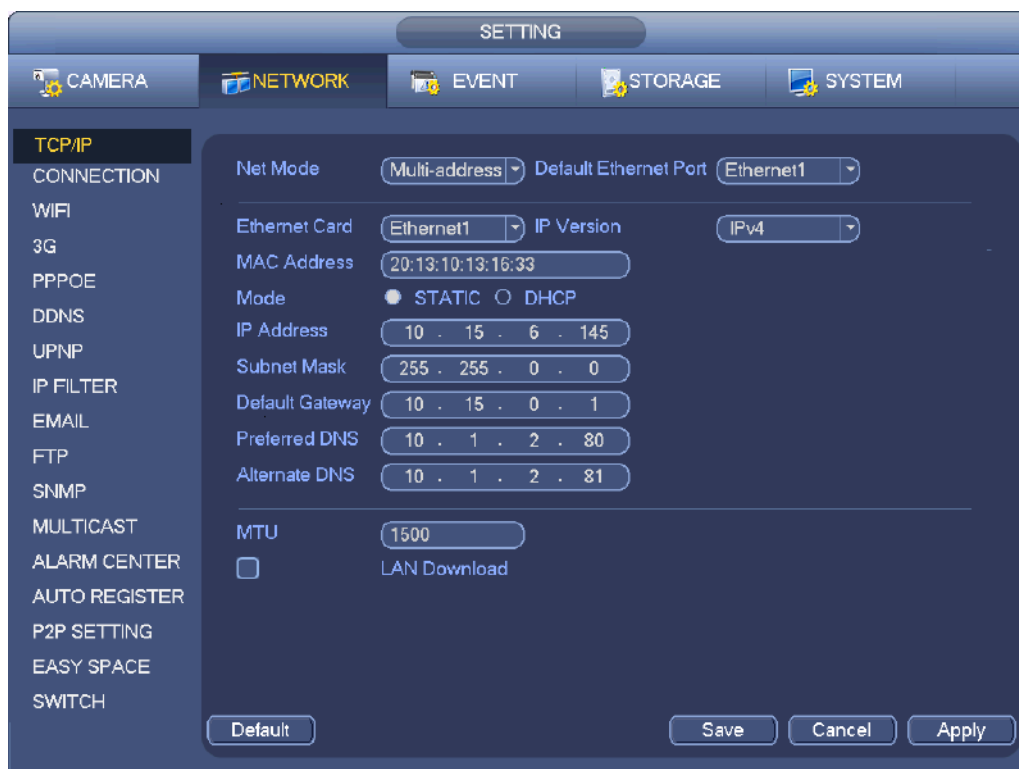 SETTING
CAMERA NETWORK EVENT STORAGE SYSTEM
TCP/IP
CONNECTION
WIFI
3G
PPPOE
DDNS
UPNP
IP FILTER
EMAIL
FTP
SNMP
MULTICAST
ALARM CENTER
AUTO REGISTER
P2P SETTING
EASY SPACE
SWITCH
Net Mode Multi-address Default Ethernet Port Ethernet1
Ethernet Card Ethernet1 IP Version IPv4
MAC Address 20:13:10:13:16:33
Mode STATIC DHCP
IP Address 10 . 15 . 6 . 145
Subnet Mask 255 . 255 . 0 . 0
Default Gateway 10 . 15 . 0 . 1
Preferred DNS 10 . 1 . 2 . 80
Alternate DNS 10 . 1 . 2 . 81
MTU 1500
LAN Download
Default Save Cancel Apply